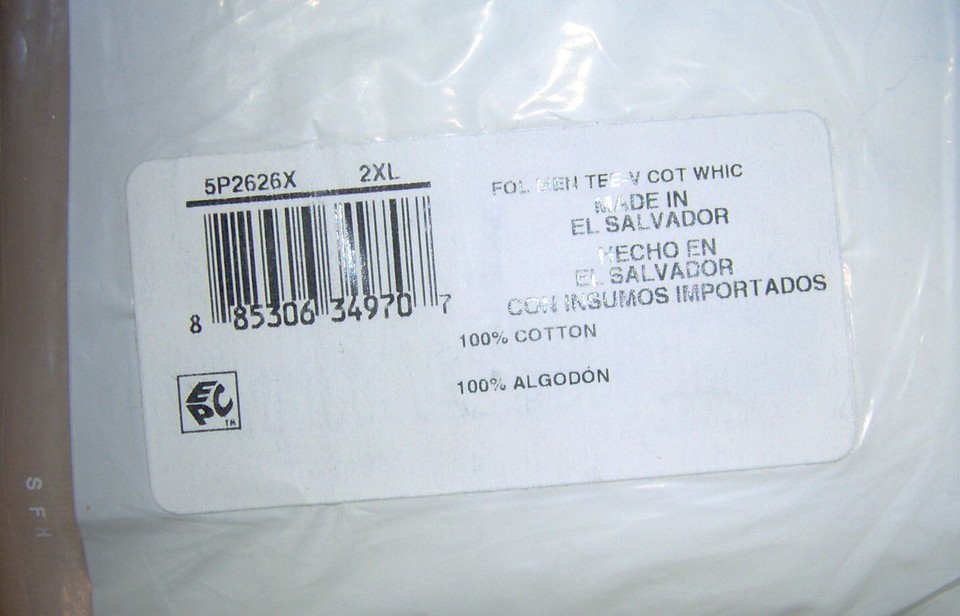 5P2626X 2XL
8 85306 34970 7
FOL MEN TEE-V COT WHIC
MADE IN
EL SALVADOR
HECHO EN
EL SALVADOR
CON INSUMOS IMPORTADOS
100% COTTON
100% ALGODÓN
EPC
TM
S F H